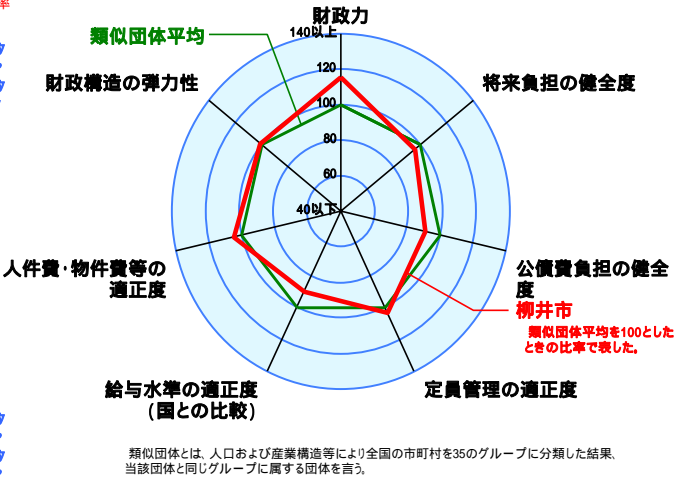 率
財政力
140以上
類似団体平均
120
財政構造の弾力性
将来負担の健全度
100
80
60
40以下
人件費･物件費等の
適正度
公債費負担の健全
度
柳井市
類似団体平均を100とした
ときの比率で表した。
給与水準の適正度
(国との比較)
定員管理の適正度
類似団体とは、人口および産業構造等により全国の市町村を35のグループに分類した結果、
当該団体と同じグループに属する団体を言う。